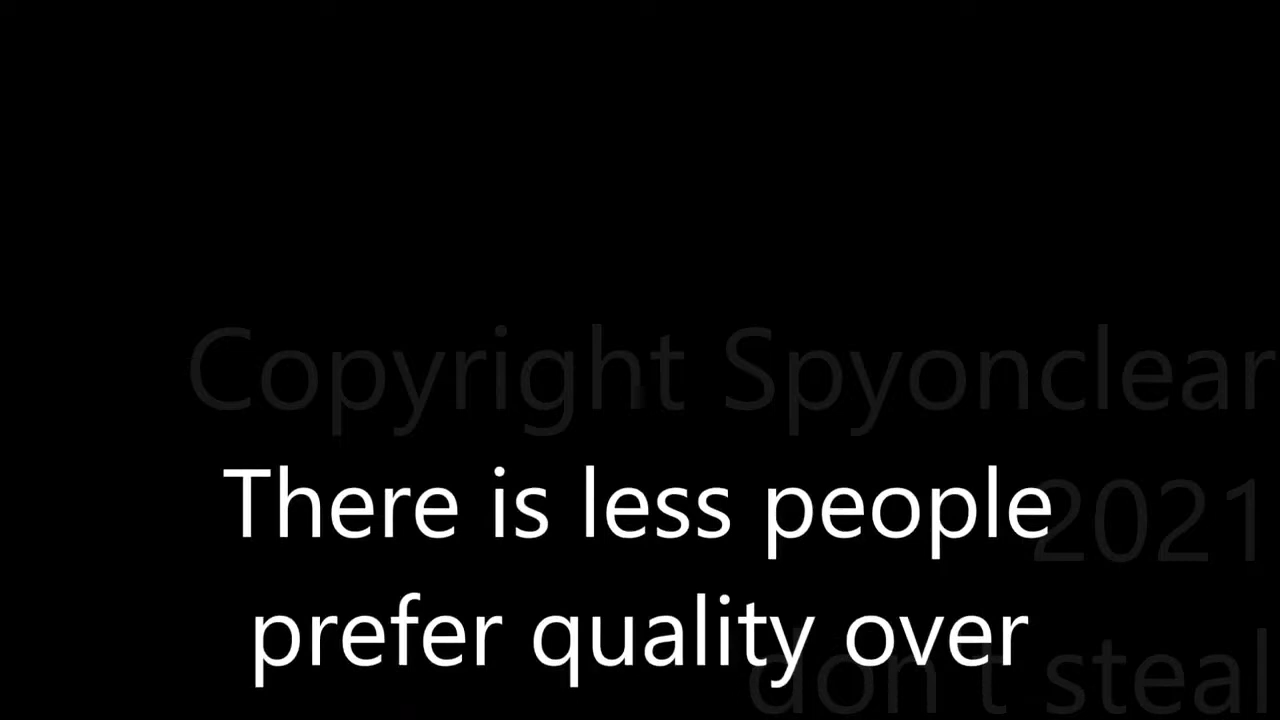 Copyright Spyonclear
There is less people
2021
prefer quality over
don't steal